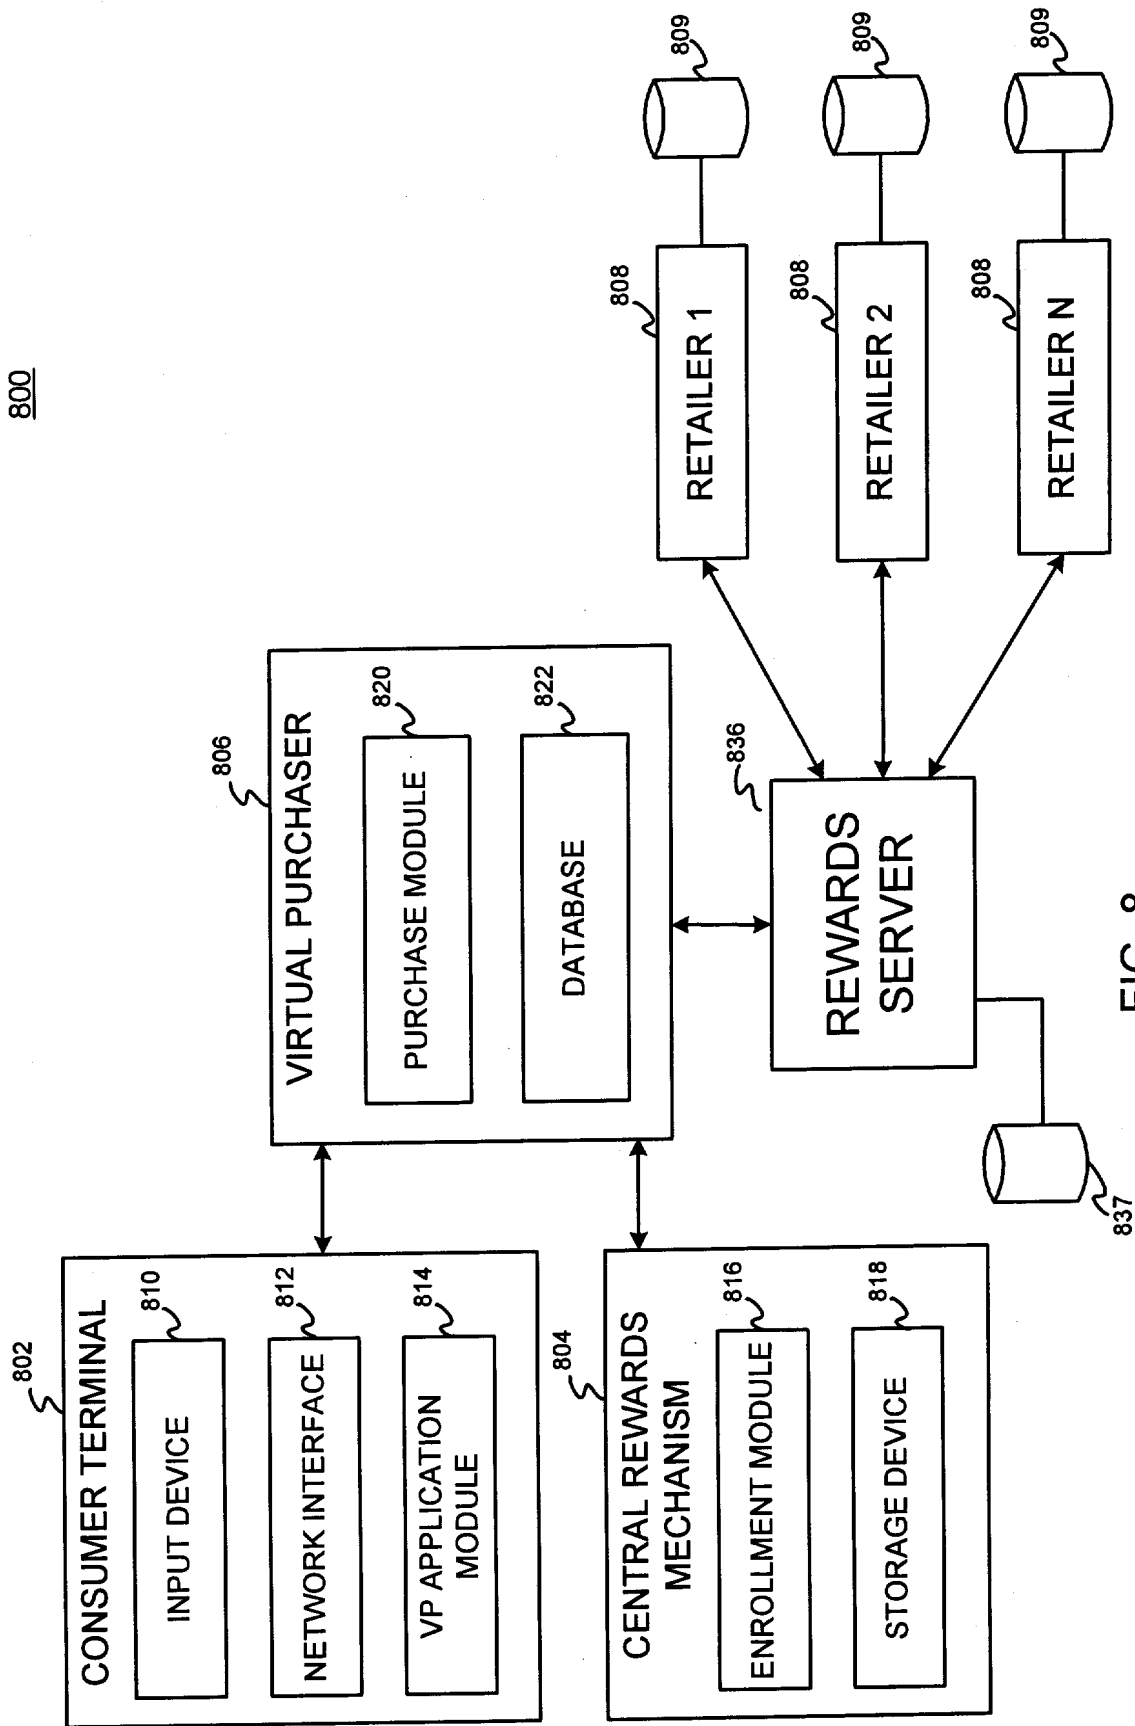 800
CONSUMER TERMINAL
802
INPUT DEVICE
810
NETWORK INTERFACE
812
VP APPLICATION
MODULE
814
CENTRAL REWARDS
MECHANISM
804
ENROLLMENT MODULE
816
STORAGE DEVICE
818
VIRTUAL PURCHASER
806
PURCHASE MODULE
820
DATABASE
822
REWARDS
SERVER
836
837
RETAILER 1
808
809
RETAILER 2
808
809
RETAILER N
808
809
FIG. 8